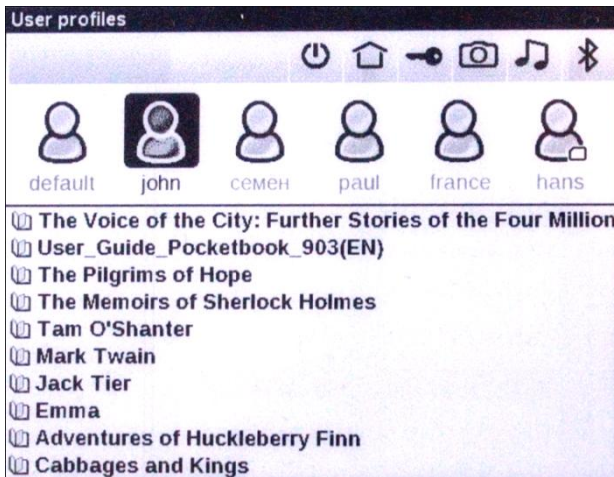 User profiles
default john семен paul france hans
The Voice of the City: Further Stories of the Four Million
User_Guide_Pocketbook_903(EN)
The Pilgrims of Hope
The Memoirs of Sherlock Holmes
Tam O'Shanter
Mark Twain
Jack Tier
Emma
Adventures of Huckleberry Finn
Cabbages and Kings